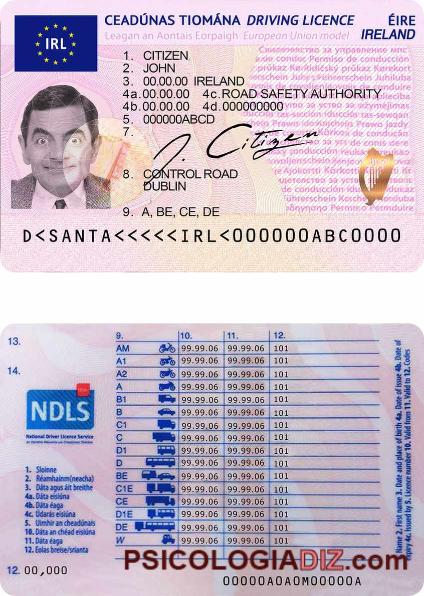 CEADÚNAS TIOMÁNA DRIVING LICENCE
ÉIRE
Leagan an Aontais Eorpaigh European Union model
IRELAND
IRL
1. CITIZEN
2. JOHN
3. 00.00.00 IRELAND
4a.00.00.00 4c.ROAD SAFETY AUTHORITY
4b.00.00.00 4d.000000000
5. 000000ABCD
7.
J. Citizen
8. CONTROL ROAD
DUBLIN
9. A, BE, CE, DE
D<SANTA<<<<<IRL<000000ABC0000
9. 10. 11. 12.
13.
14.
AM 99.99.06 99.99.06 101
A1 99.99.06 99.99.06 101
A2 99.99.06 99.99.06 101
A 99.99.06 99.99.06 101
B1 99.99.06 99.99.06 101
B 99.99.06 99.99.06 101
C1 99.99.06 99.99.06 101
C 99.99.06 99.99.06 101
D1 99.99.06 99.99.06 101
D 99.99.06 99.99.06 101
BE 99.99.06 99.99.06 101
C1E 99.99.06 99.99.06 101
CE 99.99.06 99.99.06 101
D1E 99.99.06 99.99.06 101
DE 99.99.06 99.99.06 101
W 99.99.06 99.99.06 101
NDLS
National Driver Licence Service
1. Sloinne
2. Réamhainm(neacha)
3. Dáta agus áit breithe
4a. Dáta eisiúna
4b. Dáta éaga
4c. Údarás eisiúna
5. Uimhir an cheadúnais
10. Dáta an chéad eisiúna
11. Dáta éaga
12. Eolas breise/srianta
Name 2. First name 3. Date and place of birth 4a. Date of issue 4b. Date of
expiry 4c. Issued by 5. Licence number 10. Valid from 11. Valid to 12. Codes
PSICOLOGIADIZ.com
12. 00,000
00000A0A0M00000A